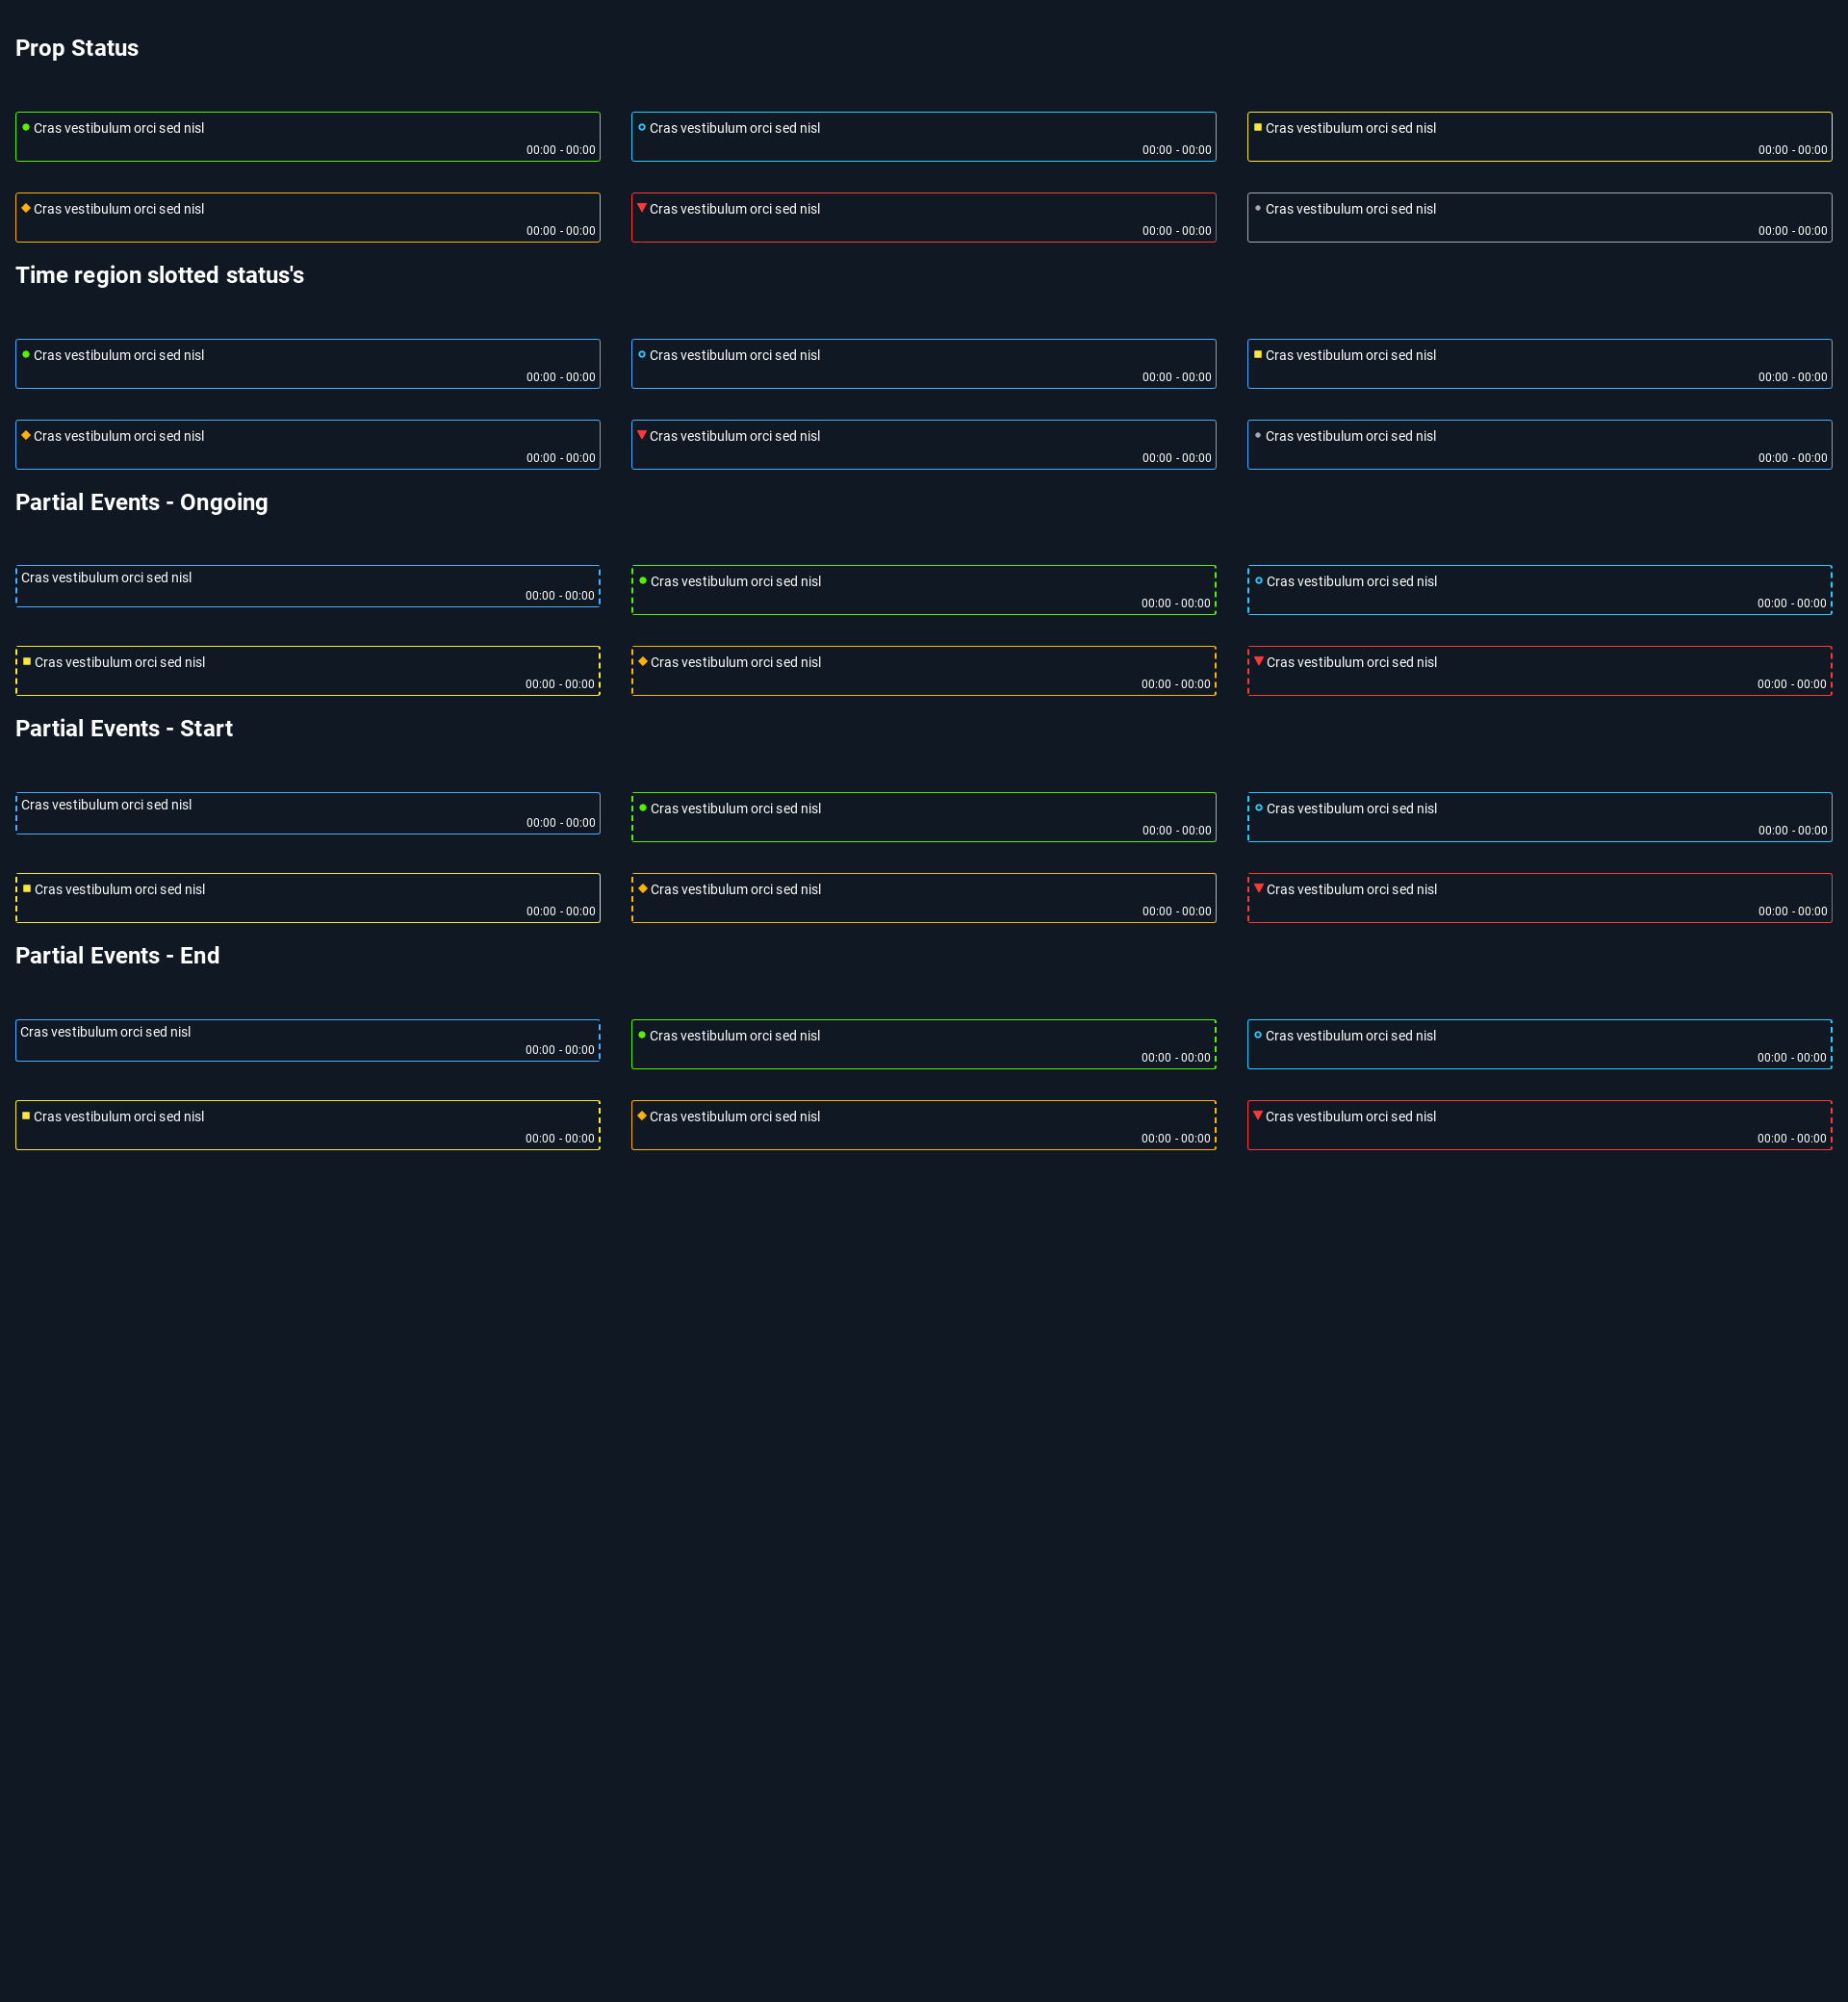 Prop Status
Cras vestibulum orci sed nisl
00:00 - 00:00
Cras vestibulum orci sed nisl
00:00 - 00:00
Cras vestibulum orci sed nisl
00:00 - 00:00
Cras vestibulum orci sed nisl
00:00 - 00:00
Cras vestibulum orci sed nisl
00:00 - 00:00
Cras vestibulum orci sed nisl
00:00 - 00:00
Time region slotted status's
Cras vestibulum orci sed nisl
00:00 - 00:00
Cras vestibulum orci sed nisl
00:00 - 00:00
Cras vestibulum orci sed nisl
00:00 - 00:00
Cras vestibulum orci sed nisl
00:00 - 00:00
Cras vestibulum orci sed nisl
00:00 - 00:00
Cras vestibulum orci sed nisl
00:00 - 00:00
Partial Events - Ongoing
Cras vestibulum orci sed nisl
00:00 - 00:00
Cras vestibulum orci sed nisl
00:00 - 00:00
Cras vestibulum orci sed nisl
00:00 - 00:00
Cras vestibulum orci sed nisl
00:00 - 00:00
Cras vestibulum orci sed nisl
00:00 - 00:00
Cras vestibulum orci sed nisl
00:00 - 00:00
Partial Events - Start
Cras vestibulum orci sed nisl
00:00 - 00:00
Cras vestibulum orci sed nisl
00:00 - 00:00
Cras vestibulum orci sed nisl
00:00 - 00:00
Cras vestibulum orci sed nisl
00:00 - 00:00
Cras vestibulum orci sed nisl
00:00 - 00:00
Cras vestibulum orci sed nisl
00:00 - 00:00
Partial Events - End
Cras vestibulum orci sed nisl
00:00 - 00:00
Cras vestibulum orci sed nisl
00:00 - 00:00
Cras vestibulum orci sed nisl
00:00 - 00:00
Cras vestibulum orci sed nisl
00:00 - 00:00
Cras vestibulum orci sed nisl
00:00 - 00:00
Cras vestibulum orci sed nisl
00:00 - 00:00